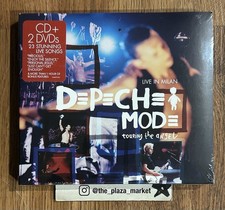 CD+
2 DVDs
23 STUNNING
LIVE SONGS
LIVE IN MILAN
DEPECHE
MODE
touring the angel
@the_plaza_market